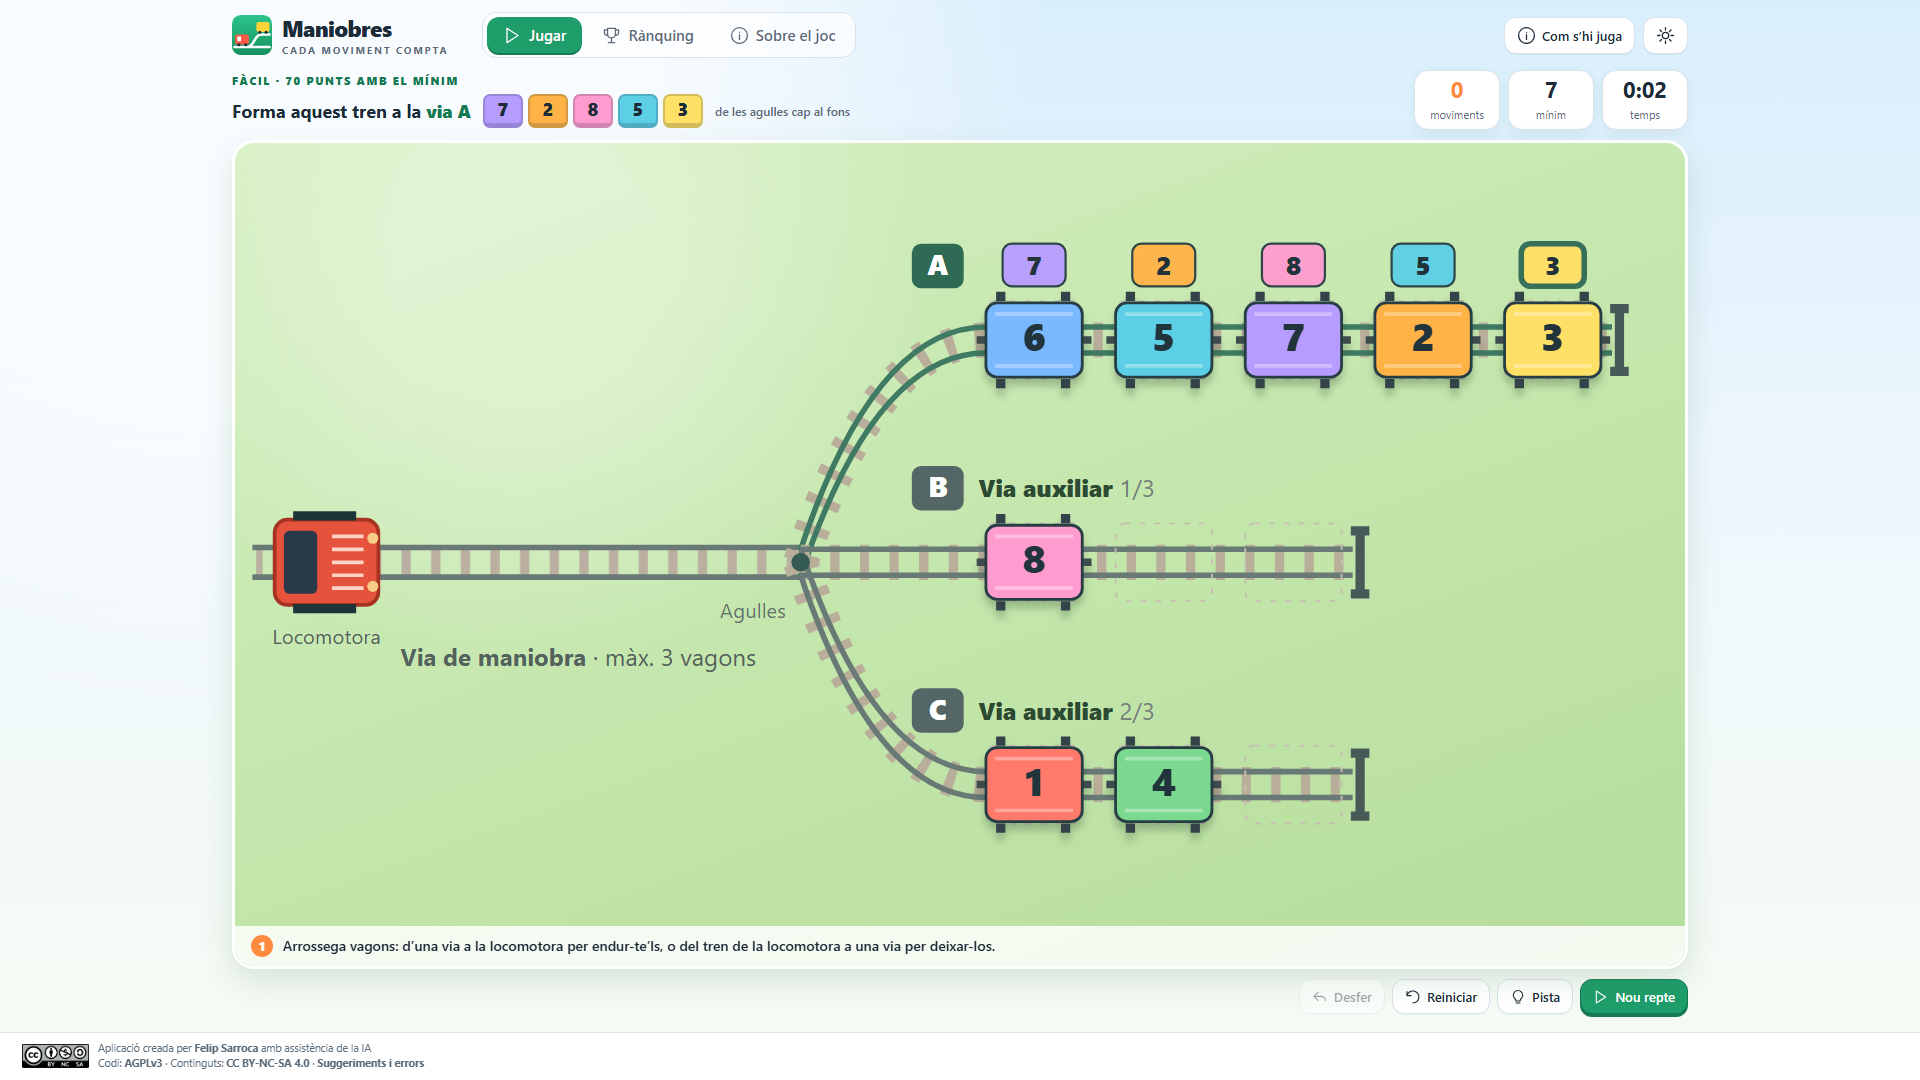 Maniobres
CADA MOVIMENT COMPTA
Jugar
Rànquing
Sobre el joc
Com s'hi juga
FÀCIL · 70 PUNTS AMB EL MÍNIM
Forma aquest tren a la via A
7 2 8 5 3
de les agulles cap al fons
0
moviments
7
mínim
0:02
temps
A
7 2 8 5 3
6 5 7 2 3
B
Via auxiliar 1/3
8
Locomotora
Agulles
Via de maniobra · màx. 3 vagons
C
Via auxiliar 2/3
1 4
1
Arrossega vagons: d'una via a la locomotora per endur-te'ls, o del tren de la locomotora a una via per deixar-los.
Desfer
Reiniciar
Pista
Nou repte
cc BY NC SA
Aplicació creada per Felip Sarroca amb assistència de la IA
Codi: AGPLv3 · Continguts: CC BY-NC-SA 4.0 · Suggeriments i errors